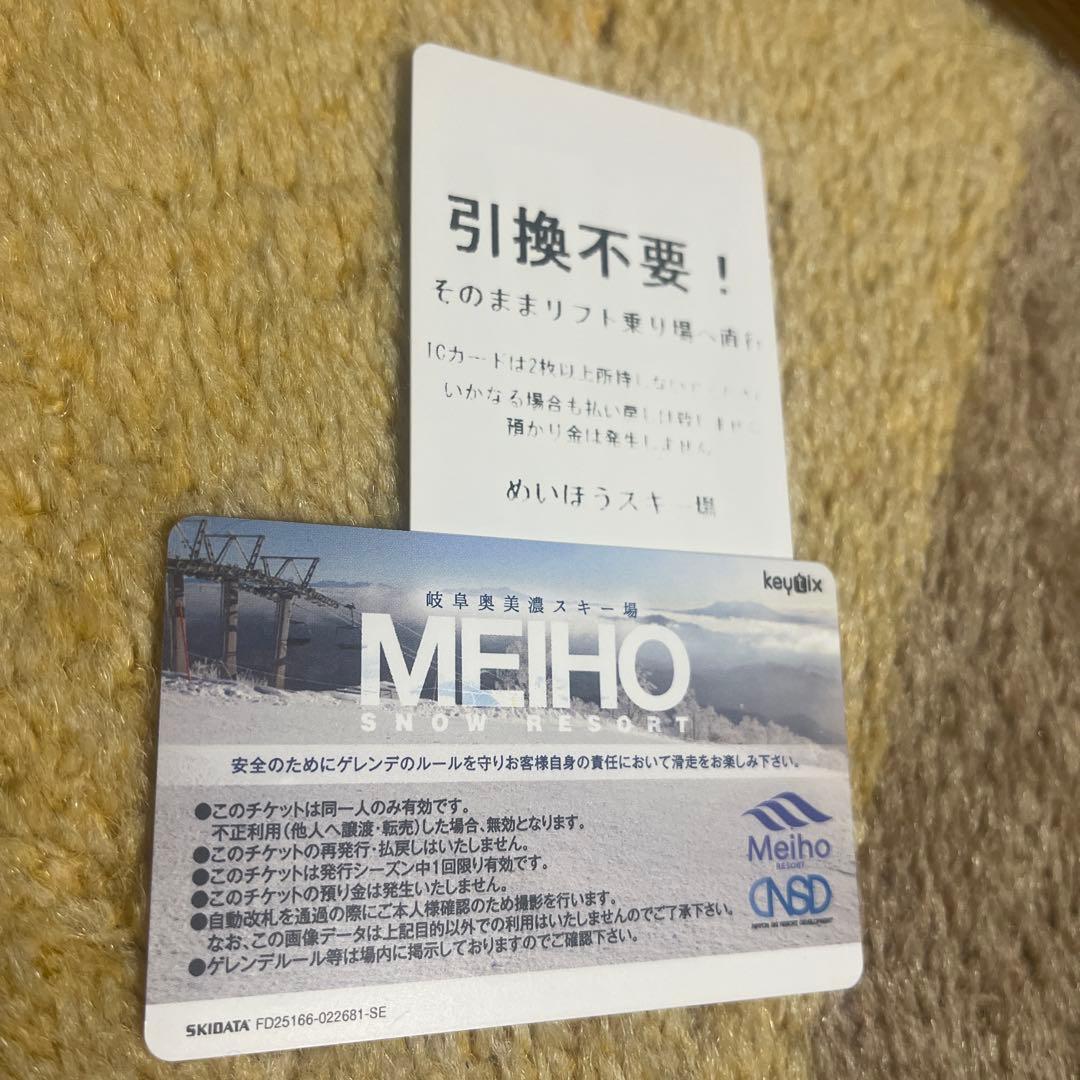 引換不要！
そのままリフト乗り場へ直行
ICカードは2枚以上所持しないでください
いかなる場合も払い戻しは致しません
預かり金は発生しません
めいほうスキー場
keytix
岐阜奥美濃スキー場
MEIHO
SNOW RESORT
安全のためにゲレンデのルールを守りお客様自身の責任において滑走をお楽しみ下さい。
●このチケットは同一人のみ有効です。
不正利用(他人へ譲渡・転売)した場合、無効となります。
●このチケットの再発行・払戻しはいたしません。
●このチケットは発行シーズン中1回限り有効です。
●このチケットの預り金は発生いたしません。
●自動改札を通過の際にご本人様確認のため撮影を行います。
なお、この画像データは上記目的以外での利用はいたしませんのでご了承下さい。
●ゲレンデルール等は場内に掲示しておりますのでご確認下さい。
Meiho
RESORT
NSD
NIPPON SKI RESORT DEVELOPMENT
SKIDATA FD25166-022681-SE